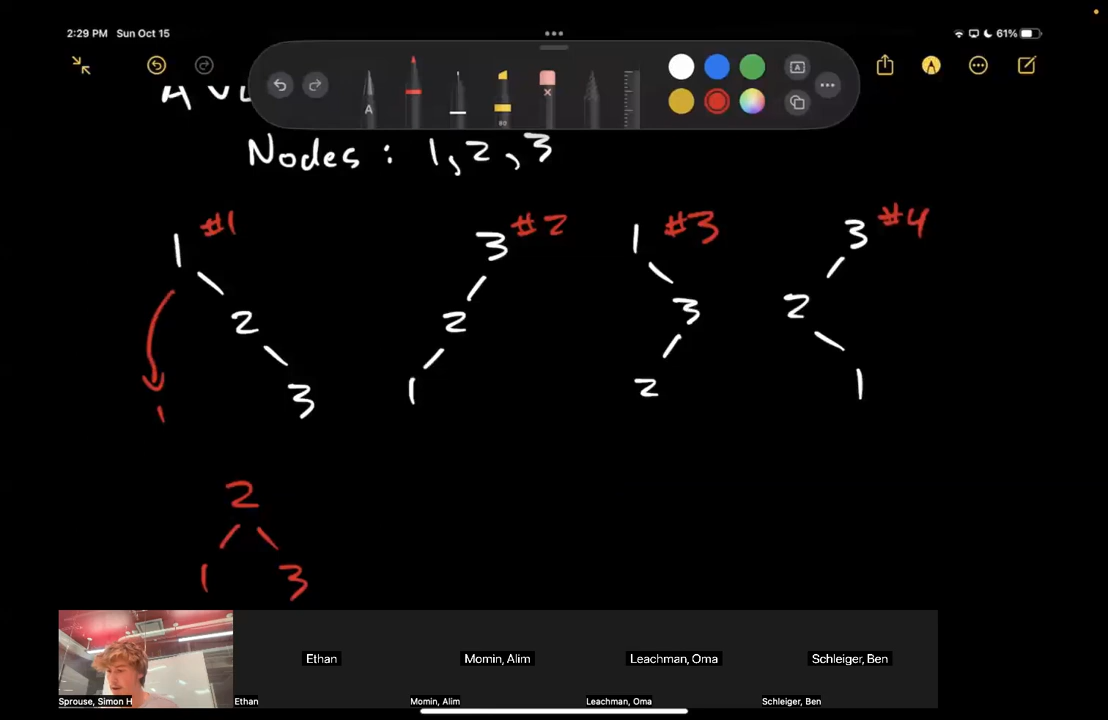 2:29 PM Sun Oct 15
61%
A
A
80
Nodes : 1, 2, 3
1 #1
3 #2
1 #3
3 #4
2
2
3
2
3
1
2
1
1
2
1 3
Ethan
Momin, Alim
Leachman, Oma
Schleiger, Ben
Sprouse, Simon H
Ethan
Momin, Alim
Leachman, Oma
Schleiger, Ben